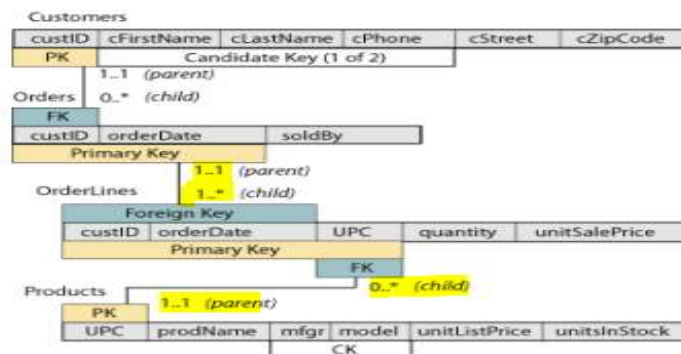 Customers
custID cFirstName cLastName cPhone cStreet cZipCode
PK Candidate Key (1 of 2)
1..1 (parent)
Orders 0..* (child)
FK
custID orderDate soldBy
Primary Key
1..1 (parent)
OrderLines 1..* (child)
Foreign Key
custID orderDate UPC quantity unitSalePrice
Primary Key
FK
0..* (child)
Products 1..1 (parent)
PK
UPC prodName mfgr model unitListPrice unitsInStock
CK